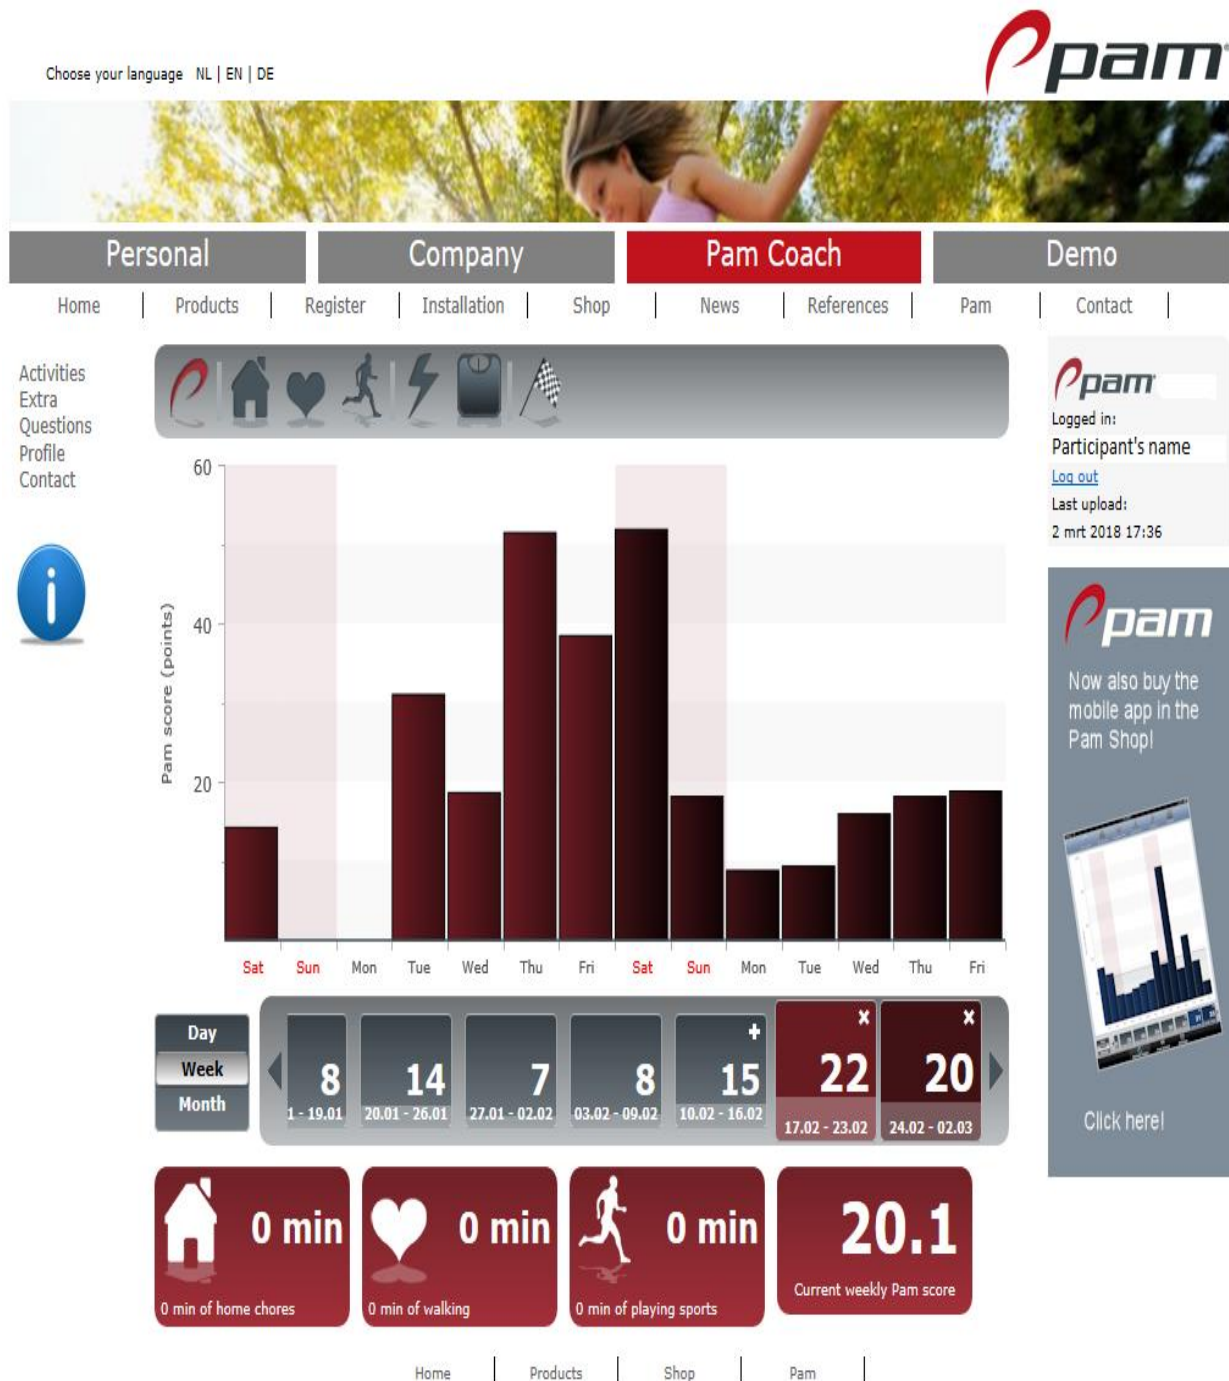 pam
Choose your language NL | EN | DE
Personal Company Pam Coach Demo
Home | Products | Register | Installation | Shop | News | References | Pam | Contact |
Activities
Extra
Questions
Profile
Contact
i
60
40
20
Pam score (points)
Sat Sun Mon Tue Wed Thu Fri Sat Sun Mon Tue Wed Thu Fri
Day
Week
Month
8
1 - 19.01
14
20.01 - 26.01
7
27.01 - 02.02
8
03.02 - 09.02
+
15
10.02 - 16.02
x
22
17.02 - 23.02
x
20
24.02 - 02.03
0 min
0 min of home chores
0 min
0 min of walking
0 min
0 min of playing sports
20.1
Current weekly Pam score
pam
Logged in:
Participant's name
Log out
Last upload:
2 mrt 2018 17:36
pam
Now also buy the
mobile app in the
Pam Shop!
Click here!
Home | Products | Shop | Pam |